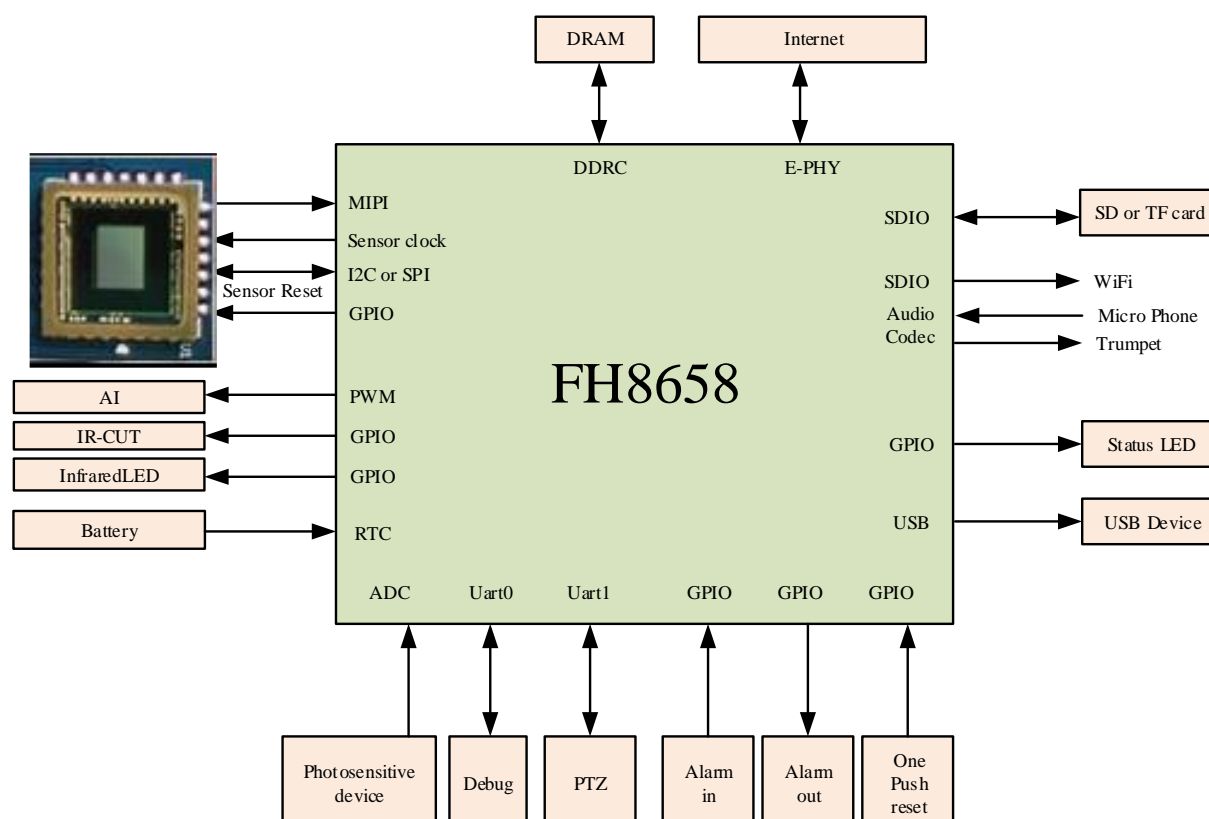 DRAM
Internet
DDRC
E-PHY
MIPI
Sensor clock
I2C or SPI
Sensor Reset
GPIO
SDIO
SD or TF card
SDIO
WiFi
Audio
Codec
Micro Phone
Trumpet
FH8658
AI
PWM
IR-CUT
GPIO
InfraredLED
GPIO
Battery
RTC
GPIO
Status LED
USB
USB Device
ADC
Uart0
Uart1
GPIO
GPIO
GPIO
Photosensitive
device
Debug
PTZ
Alarm
in
Alarm
out
One
Push
reset